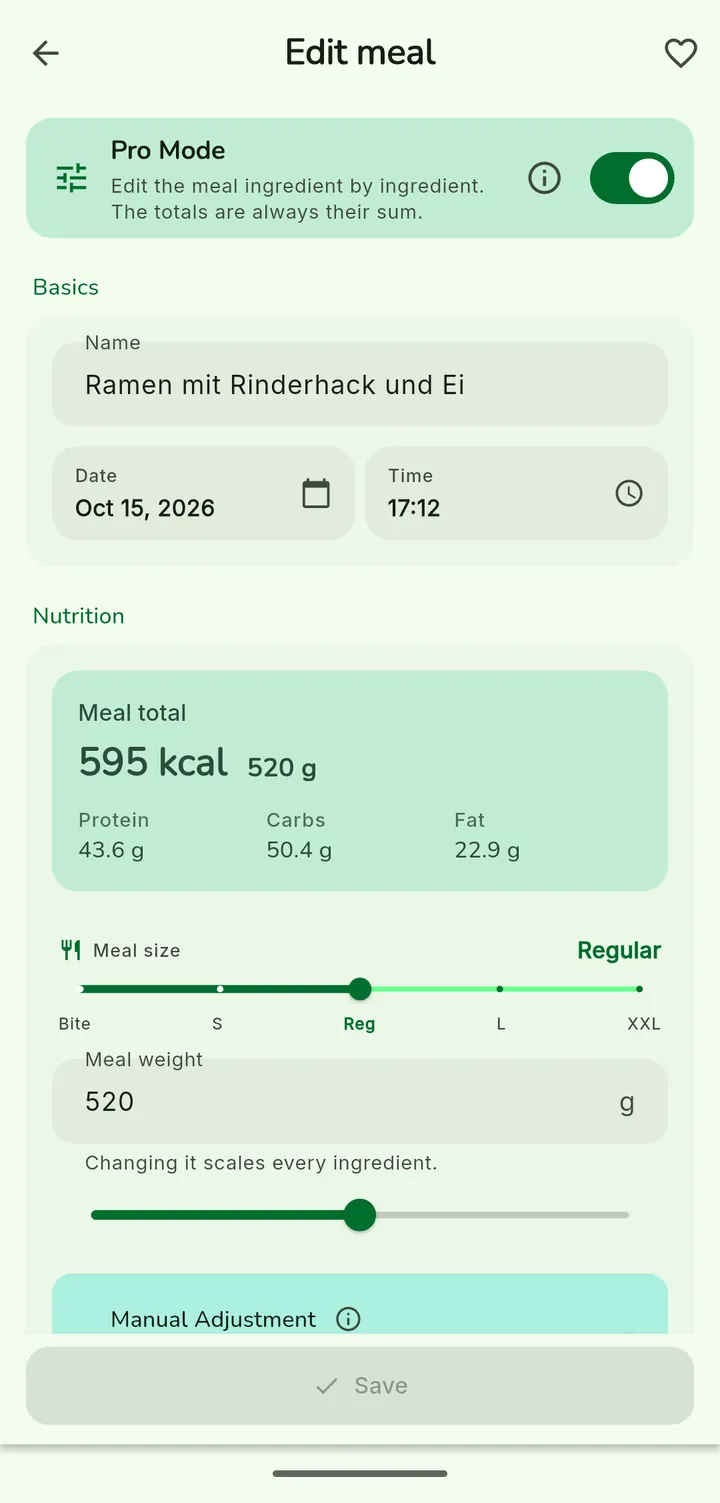 Edit meal
Pro Mode
Edit the meal ingredient by ingredient.
The totals are always their sum.
Basics
Name
Ramen mit Rinderhack und Ei
Date
Oct 15, 2026
Time
17:12
Nutrition
Meal total
595 kcal 520 g
Protein Carbs Fat
43.6 g 50.4 g 22.9 g
Meal size Regular
Bite S Reg L XXL
Meal weight
520 g
Changing it scales every ingredient.
Manual Adjustment
Save